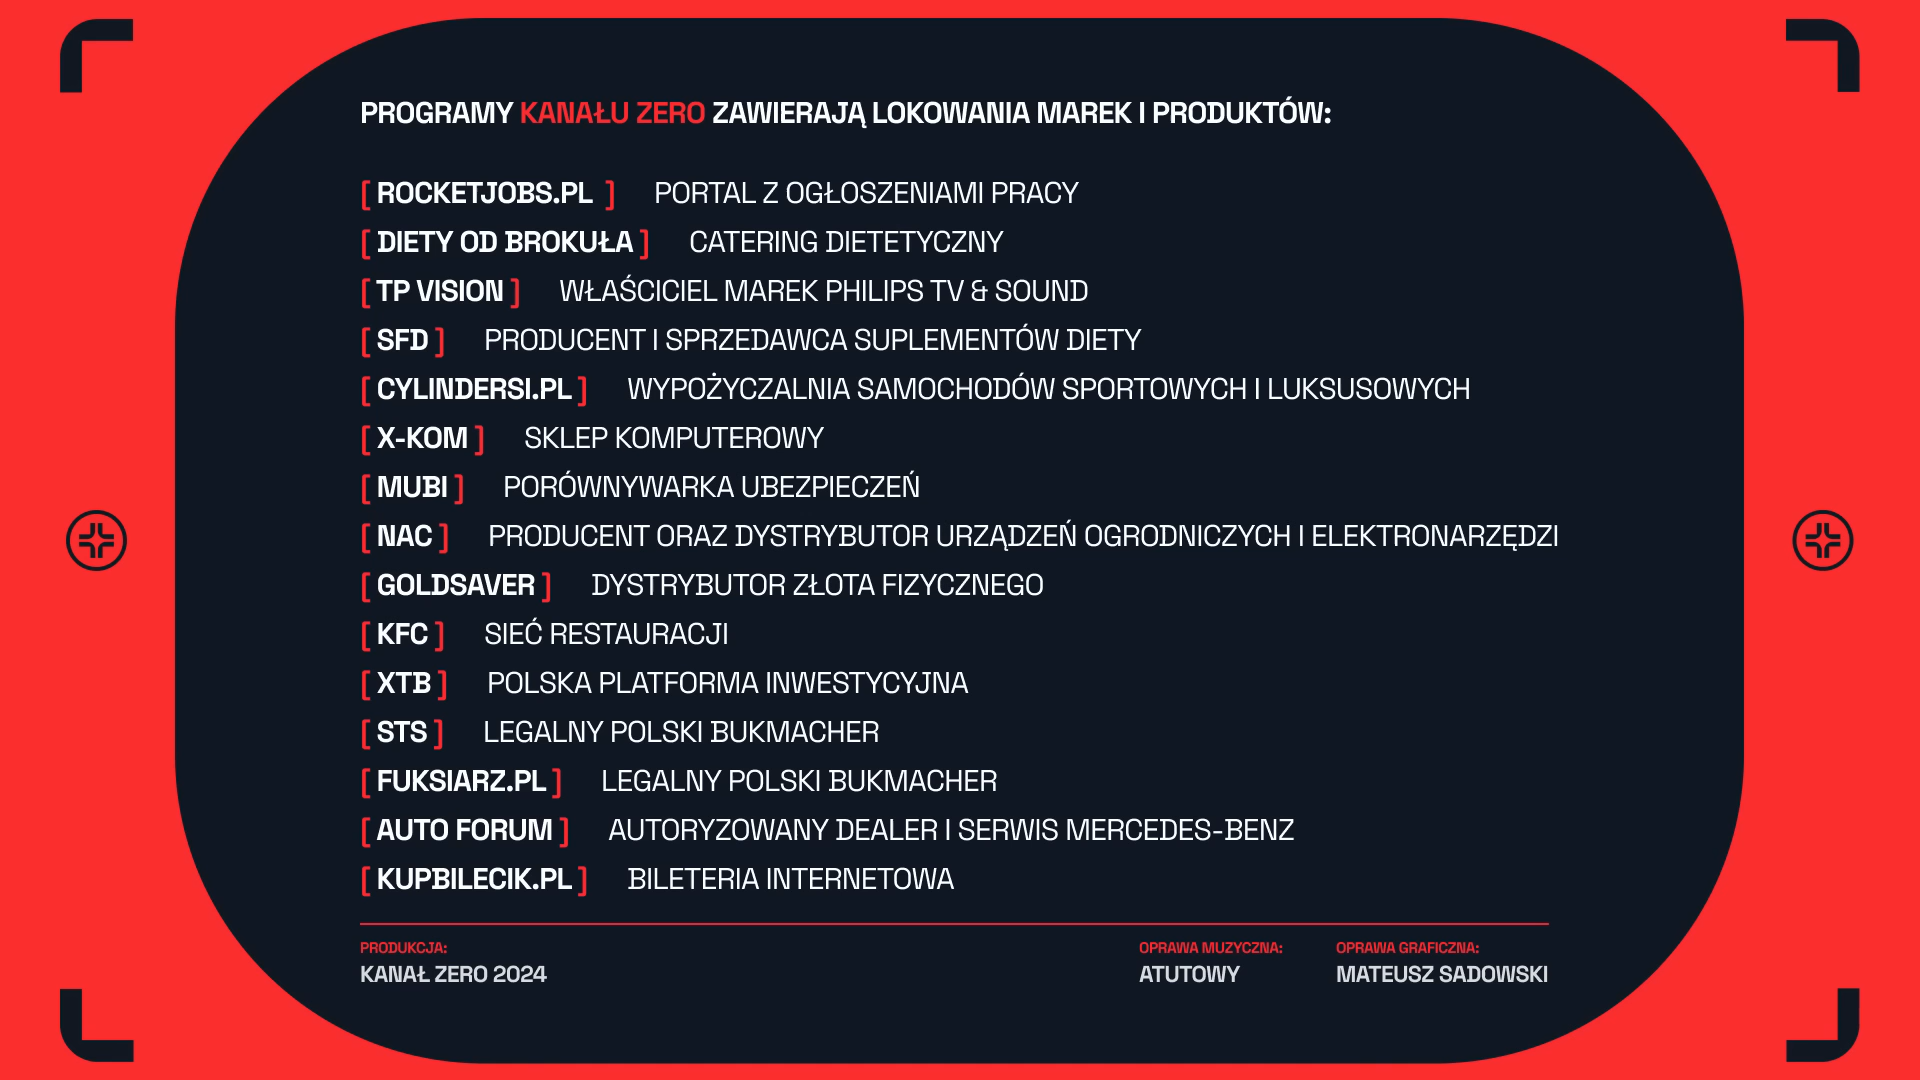 PROGRAMY KANAŁU ZERO ZAWIERAJĄ LOKOWANIA MAREK I PRODUKTÓW:
[ ROCKETJOBS.PL ] PORTAL Z OGŁOSZENIAMI PRACY
[ DIETY OD BROKUŁA ] CATERING DIETETYCZNY
[ TP VISION ] WŁAŚCICIEL MAREK PHILIPS TV & SOUND
[ SFD ] PRODUCENT I SPRZEDAWCA SUPLEMENTÓW DIETY
[ CYLINDERSI.PL ] WYPOŻYCZALNIA SAMOCHODÓW SPORTOWYCH I LUKSUSOWYCH
[ X-KOM ] SKLEP KOMPUTEROWY
[ MUBI ] PORÓWNYWARKA UBEZPIECZEŃ
[ NAC ] PRODUCENT ORAZ DYSTRYBUTOR URZĄDZEŃ OGRODNICZYCH I ELEKTRONARZĘDZI
[ GOLDSAVER ] DYSTRYBUTOR ZŁOTA FIZYCZNEGO
[ KFC ] SIEĆ RESTAURACJI
[ XTB ] POLSKA PLATFORMA INWESTYCYJNA
[ STS ] LEGALNY POLSKI BUKMACHER
[ FUKSIARZ.PL ] LEGALNY POLSKI BUKMACHER
[ AUTO FORUM ] AUTORYZOWANY DEALER I SERWIS MERCEDES-BENZ
[ KUPBILECIK.PL ] BILETERIA INTERNETOWA
PRODUKCJA:
KANAŁ ZERO 2024
OPRAWA MUZYCZNA:
ATUTOWY
OPRAWA GRAFICZNA:
MATEUSZ SADOWSKI